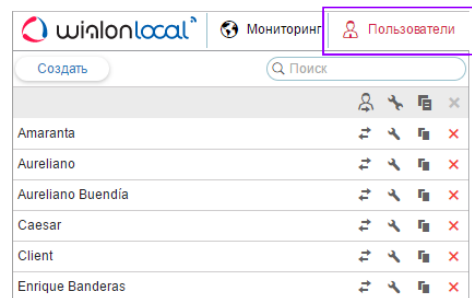 wialonlocal Мониторинг Пользователи
Создать Поиск
Amaranta
Aureliano
Aureliano Buendía
Caesar
Client
Enrique Banderas